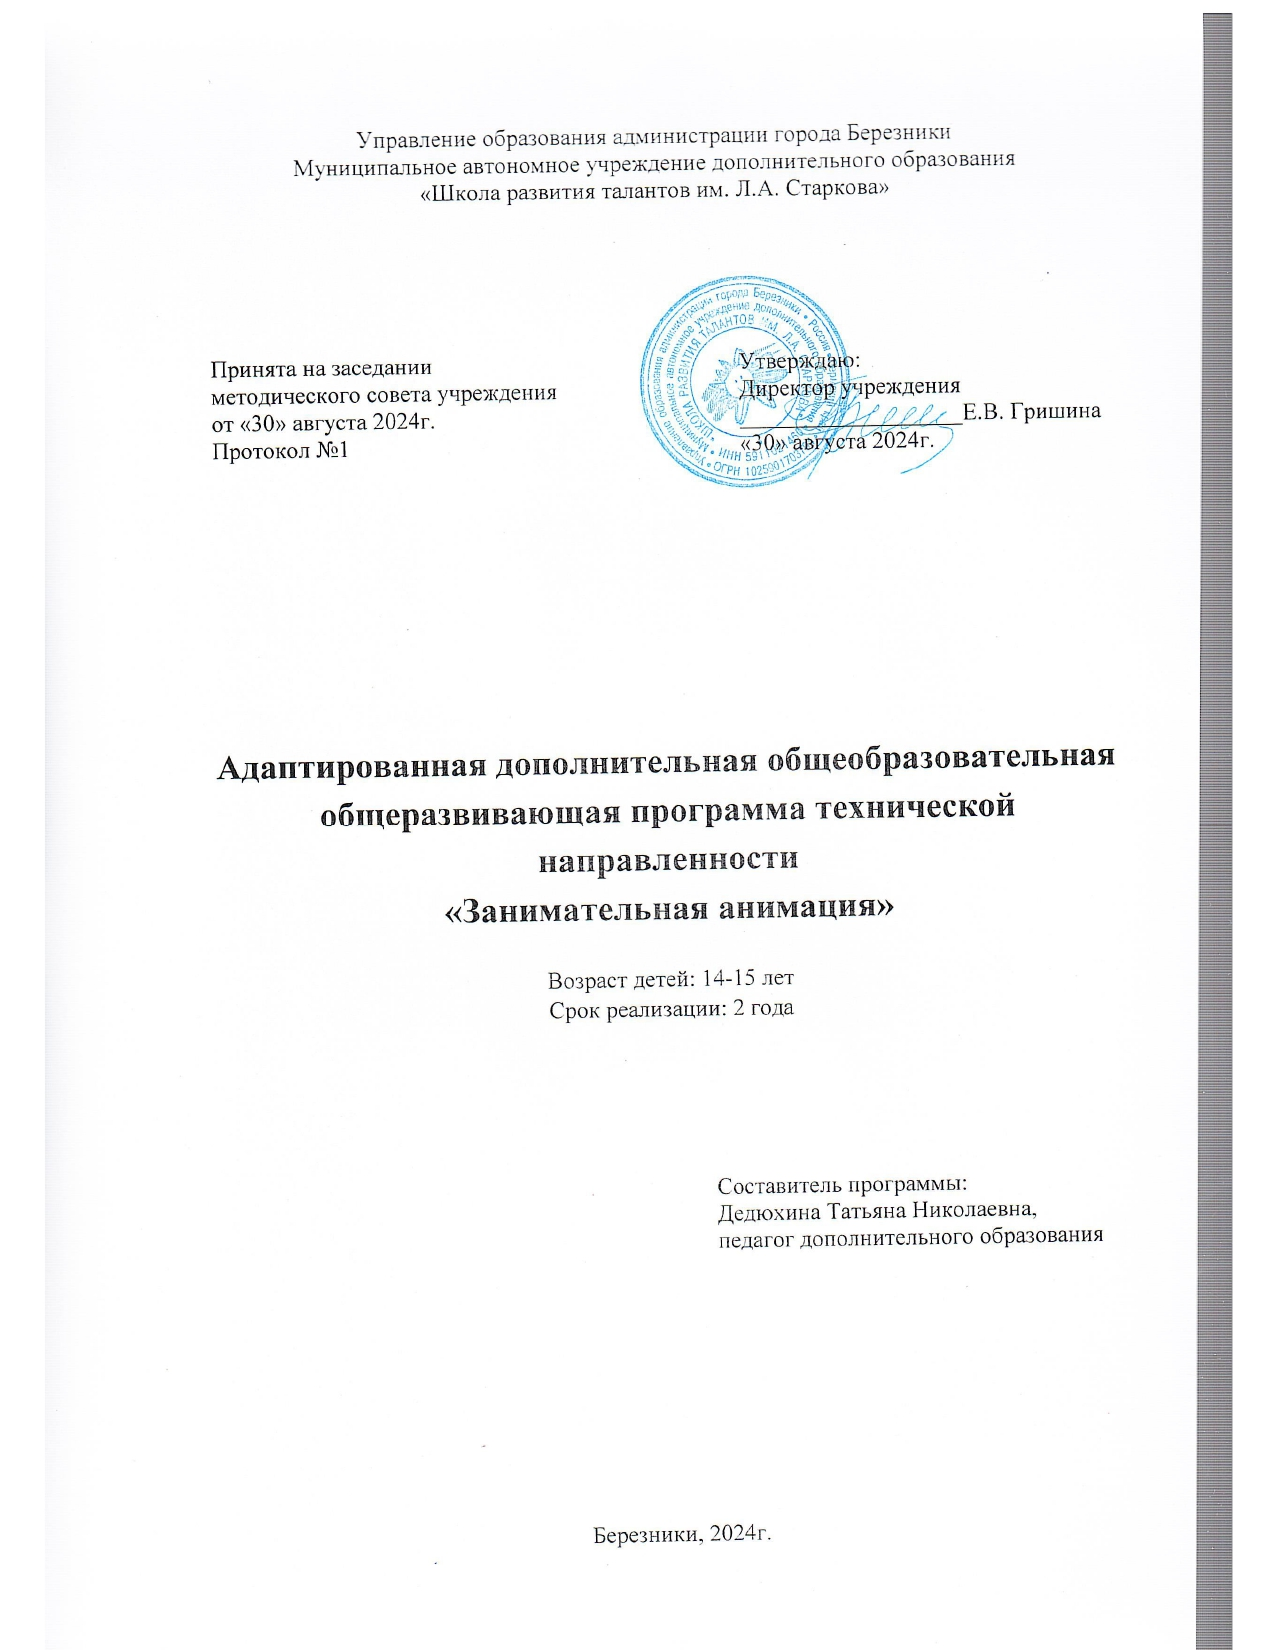 Управление образования администрации города Березники
Муниципальное автономное учреждение дополнительного образования
«Школа развития талантов им. Л.А. Старкова»
Принята на заседании
методического совета учреждения
от «30» августа 2024г.
Протокол №1
Утверждаю:
Директор учреждения
Е.В. Гришина
«30» августа 2024г.
Адаптированная дополнительная общеобразовательная
общеразвивающая программа технической
направленности
«Занимательная анимация»
Возраст детей: 14-15 лет
Срок реализации: 2 года
Составитель программы:
Дедюхина Татьяна Николаевна,
педагог дополнительного образования
Березники, 2024г.